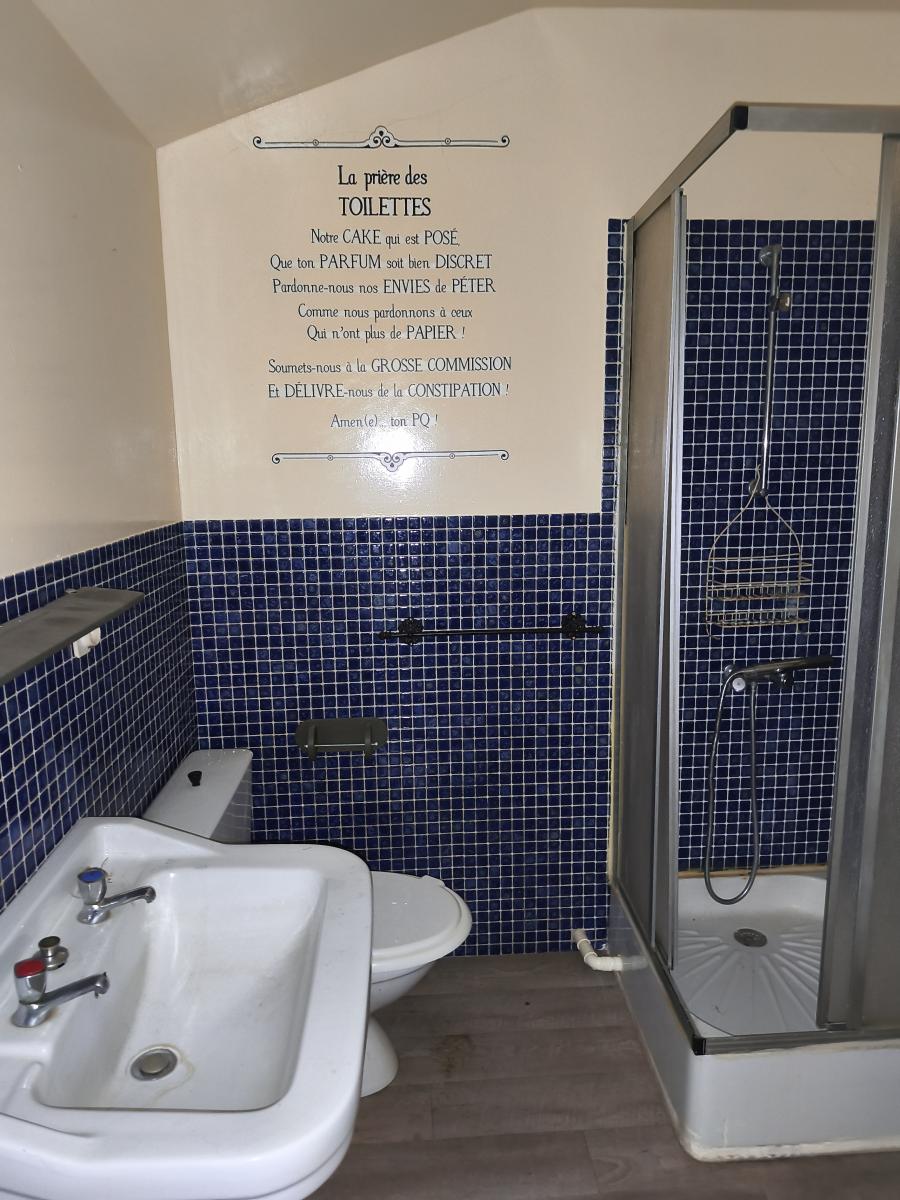 La prière des
TOILETTES
Notre CAKE qui est POSÉ,
Que ton PARFUM soit bien DISCRET
Pardonne-nous nos ENVIES de PÉTER
Comme nous pardonnons à ceux
Qui n'ont plus de PAPIER !
Soumets-nous à la GROSSE COMMISSION
Et DÉLIVRE-nous de la CONSTIPATION !
Amen(e)... ton PQ !